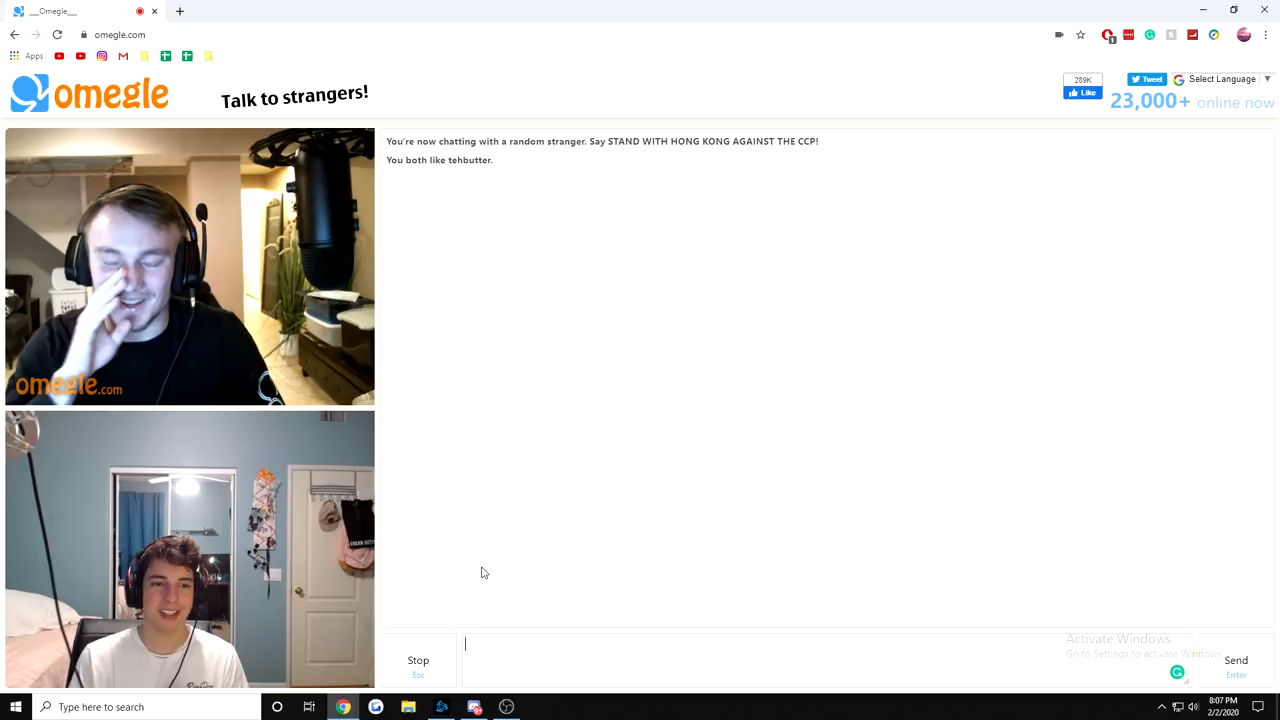 __Omegle__
omegle.com
1
Apps
omegle
Talk to strangers!
289K
Like
Tweet
Select Language
23,000+ online now
You're now chatting with a random stranger. Say STAND WITH HONG KONG AGAINST THE CCP!
You both like tehbutter.
omegle.com
Stop
Esc
Activate Windows
Go to Settings to activate Windows.
Send
Enter
Type here to search
8:07 PM
2/2/2020